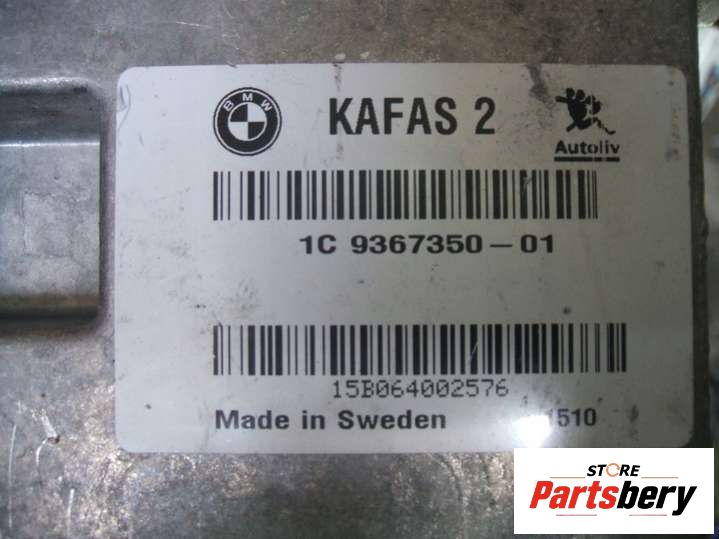 BMW
KAFAS 2
Autoliv
1C 9367350-01
15B064002576
Made in Sweden
1510
STORE
Partsbery